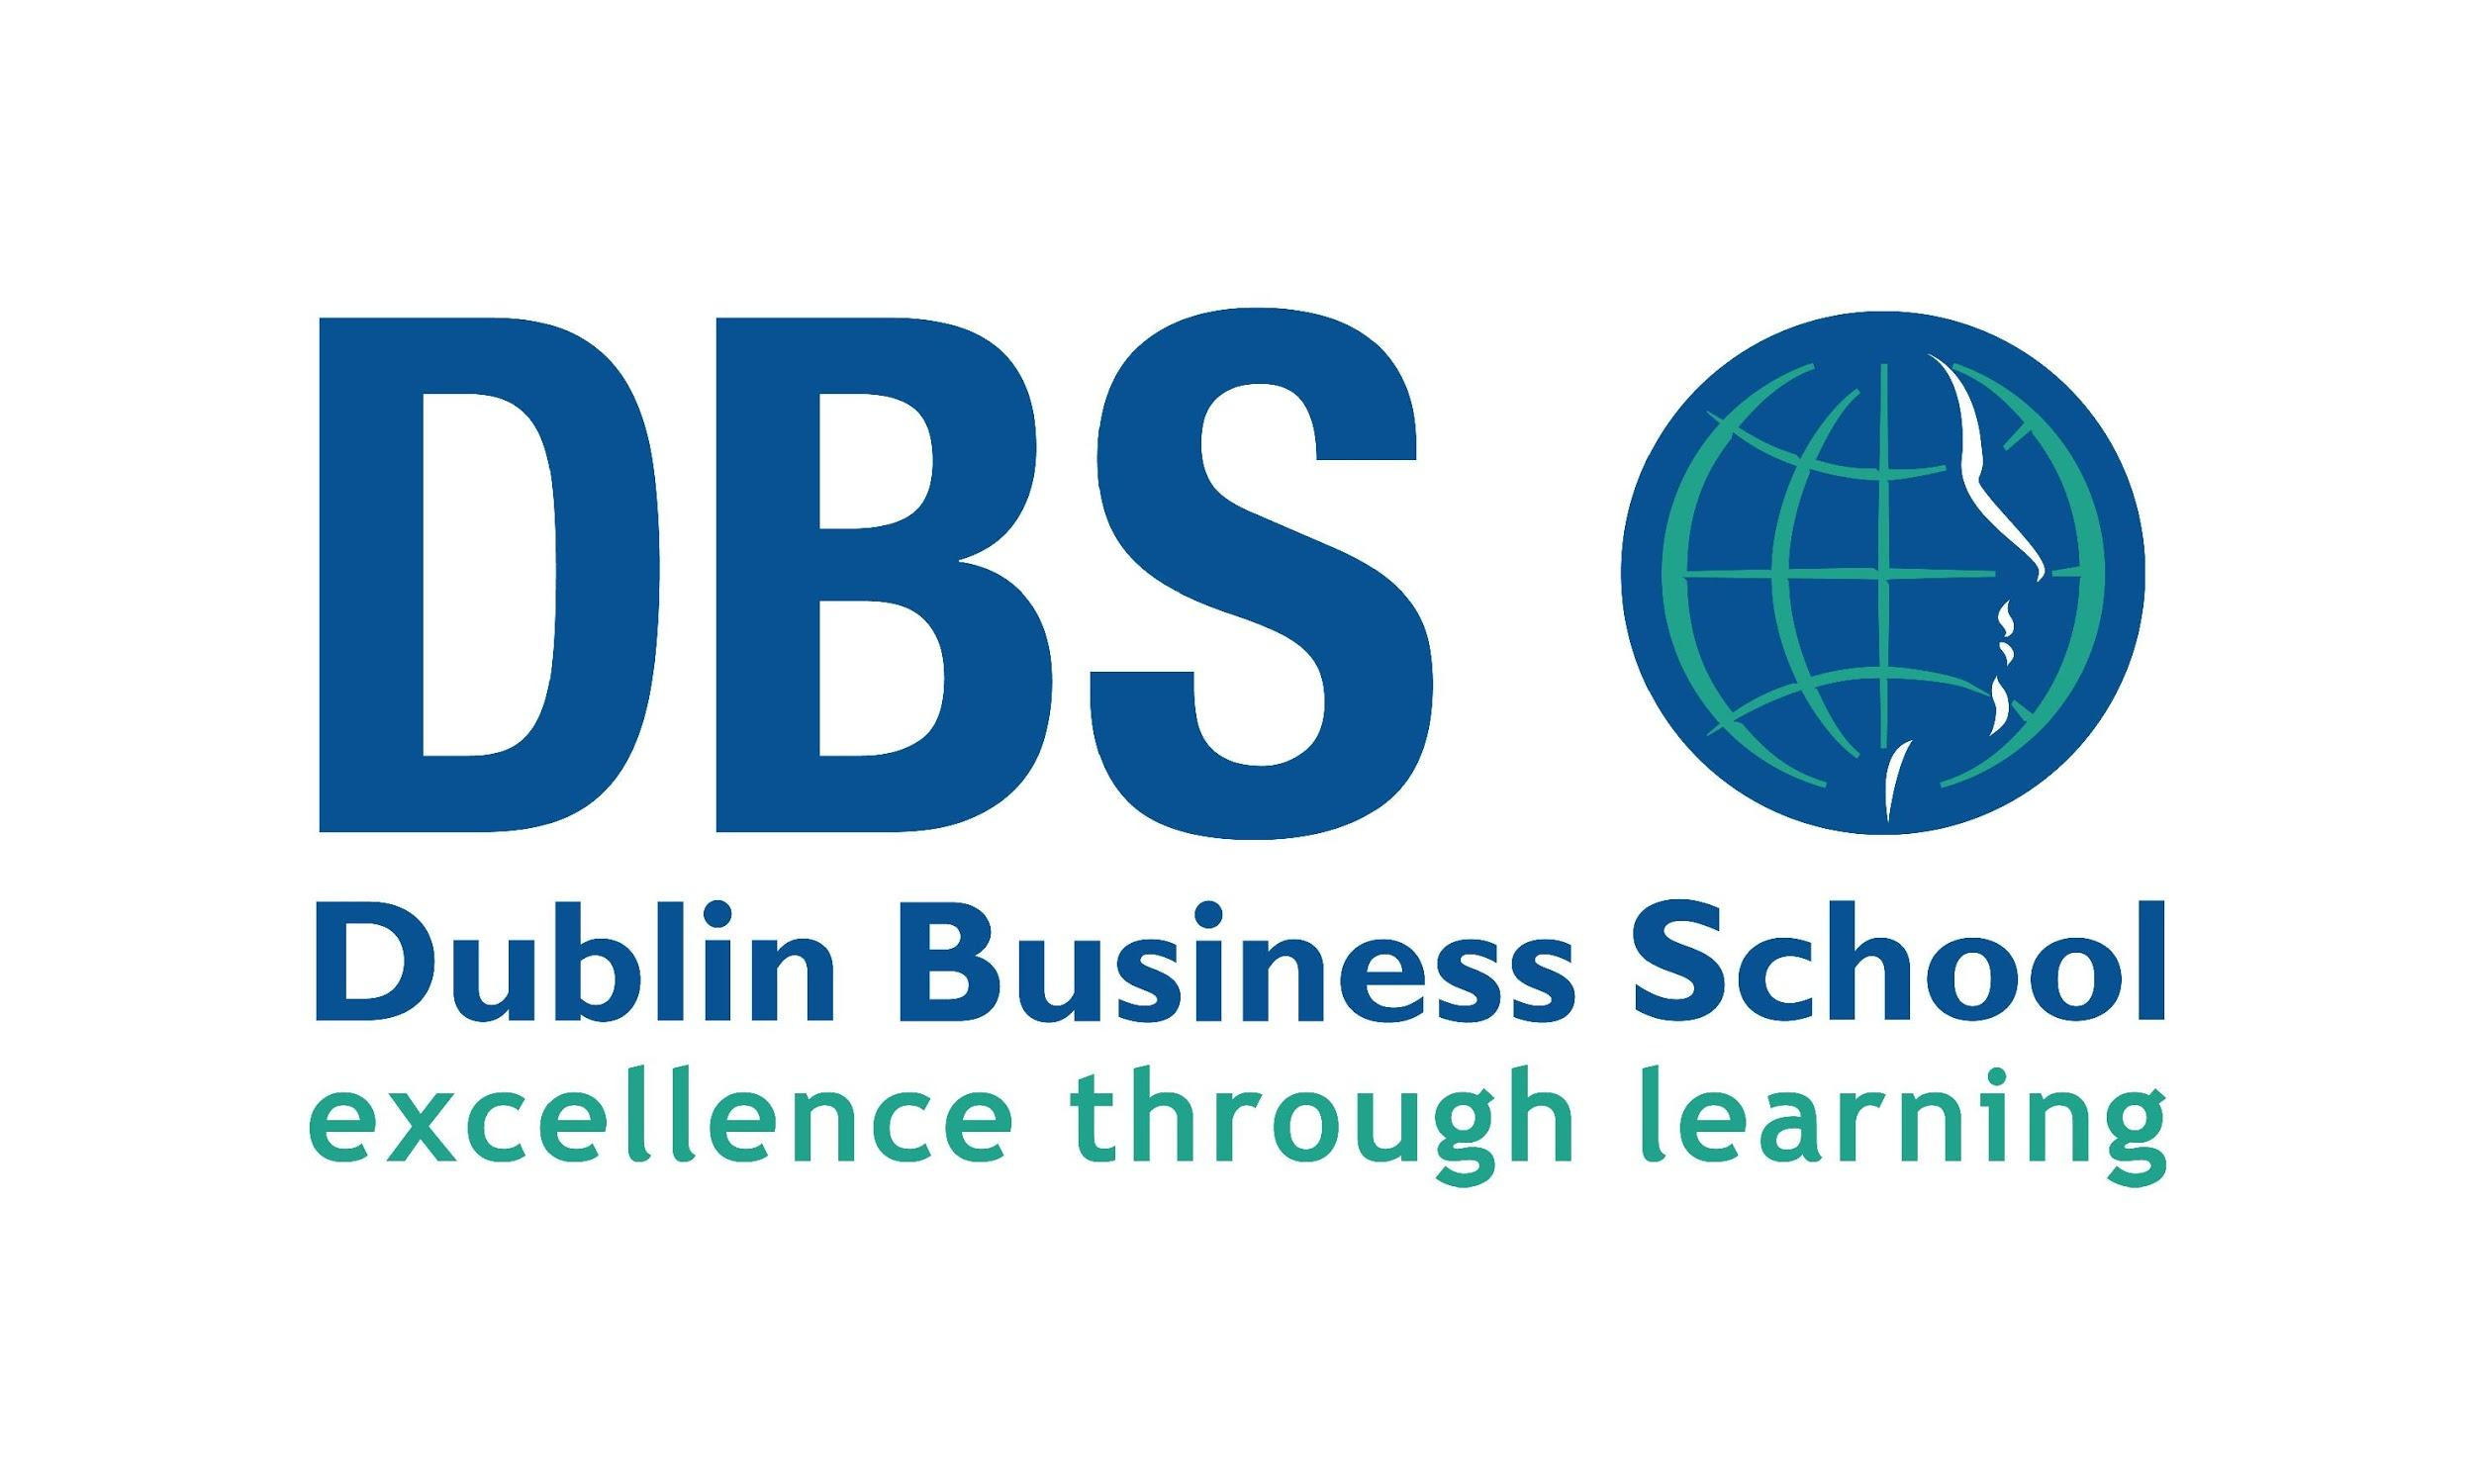 DBS
Dublin Business School
excellence through learning